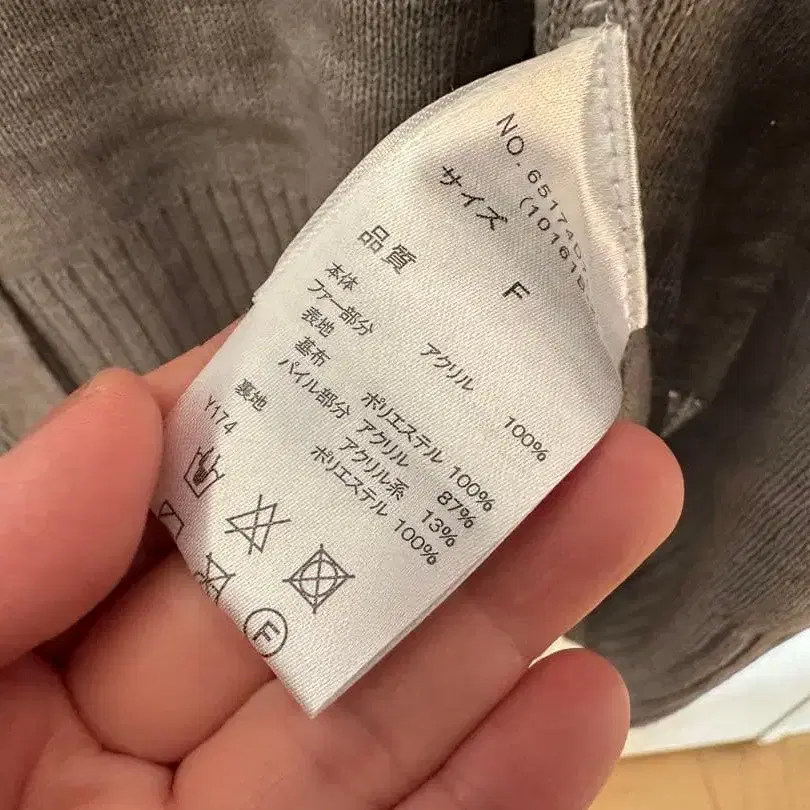 NO.
サイズ F
品質
本体 アクリル 100%
ファー部分
表地
基布 ポリエステル 100%
パイル部分 アクリル 87%
アクリル系 13%
裏地 ポリエステル 100%
Y174
F